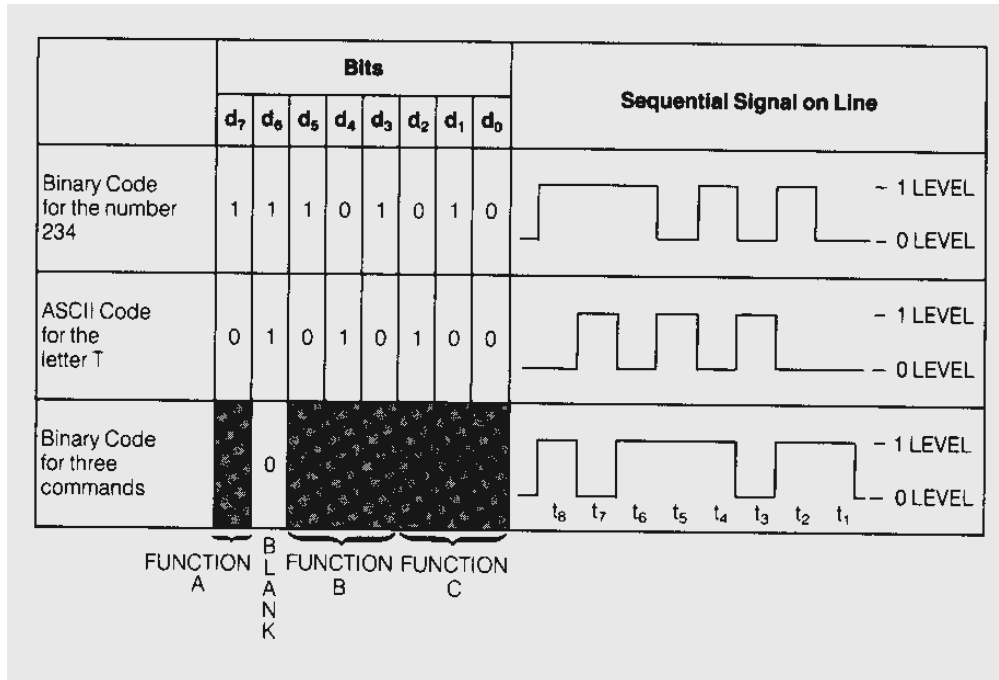 Bits
Sequential Signal on Line
d₇ d₆ d₅ d₄ d₃ d₂ d₁ d₀
Binary Code
for the number
234
1 1 1 0 1 0 1 0
– 1 LEVEL
– 0 LEVEL
ASCII Code
for the
letter T
0 1 0 1 0 1 0 0
– 1 LEVEL
– 0 LEVEL
Binary Code
for three
commands
0
– 1 LEVEL
– 0 LEVEL
t₈ t₇ t₆ t₅ t₄ t₃ t₂ t₁
FUNCTION
A
BLANK
FUNCTION
B
FUNCTION
C